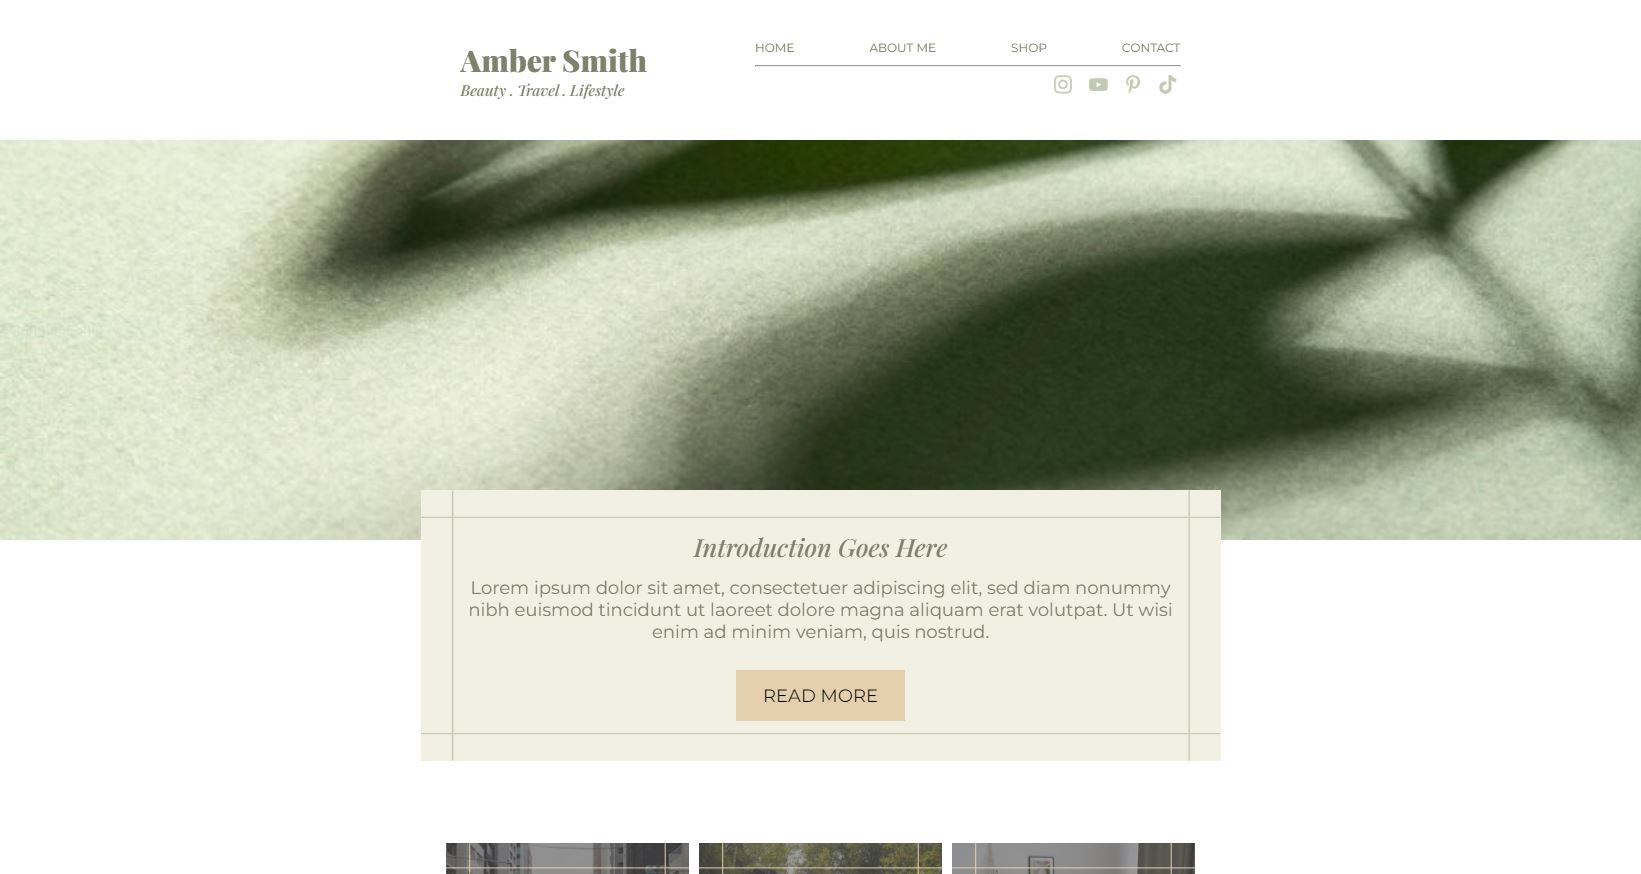 Amber Smith
Beauty . Travel . Lifestyle
HOME
ABOUT ME
SHOP
CONTACT
Introduction Goes Here
Lorem ipsum dolor sit amet, consectetuer adipiscing elit, sed diam nonummy
nibh euismod tincidunt ut laoreet dolore magna aliquam erat volutpat. Ut wisi
enim ad minim veniam, quis nostrud.
READ MORE